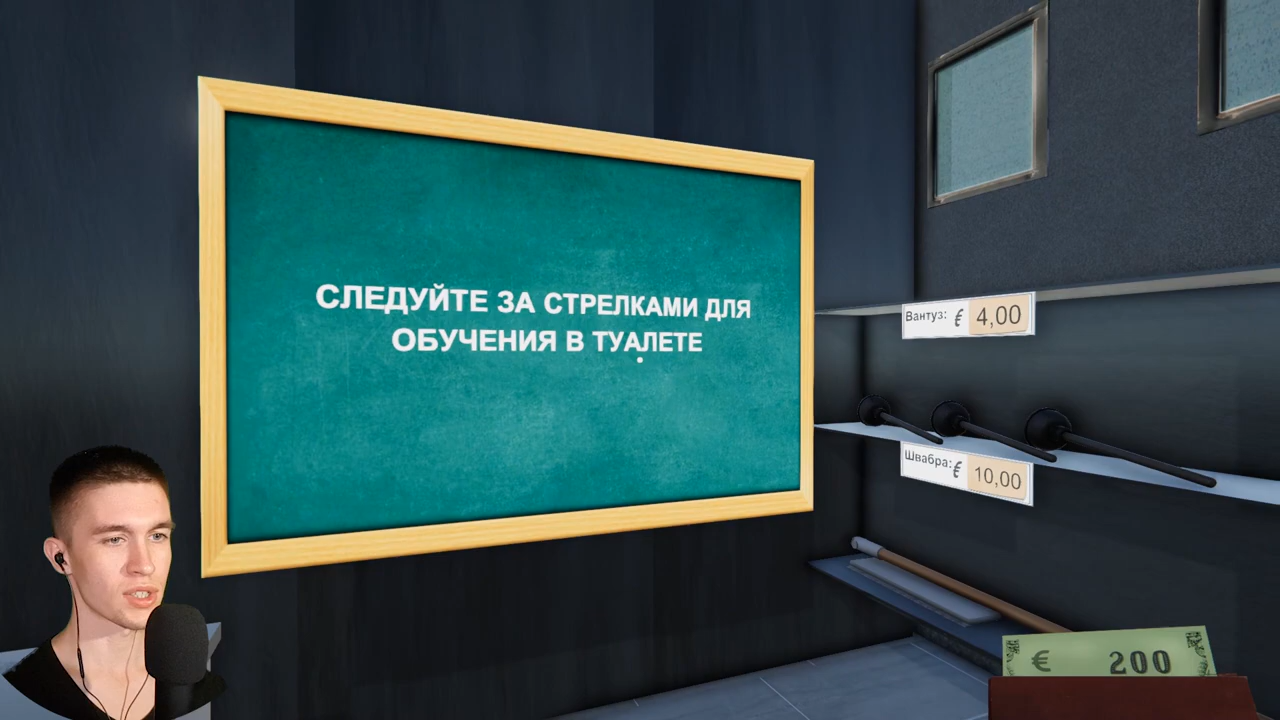 СЛЕДУЙТЕ ЗА СТРЕЛКАМИ ДЛЯ
ОБУЧЕНИЯ В ТУАЛЕТЕ
Вантуз: € 4,00
Швабра: € 10,00
€ 200